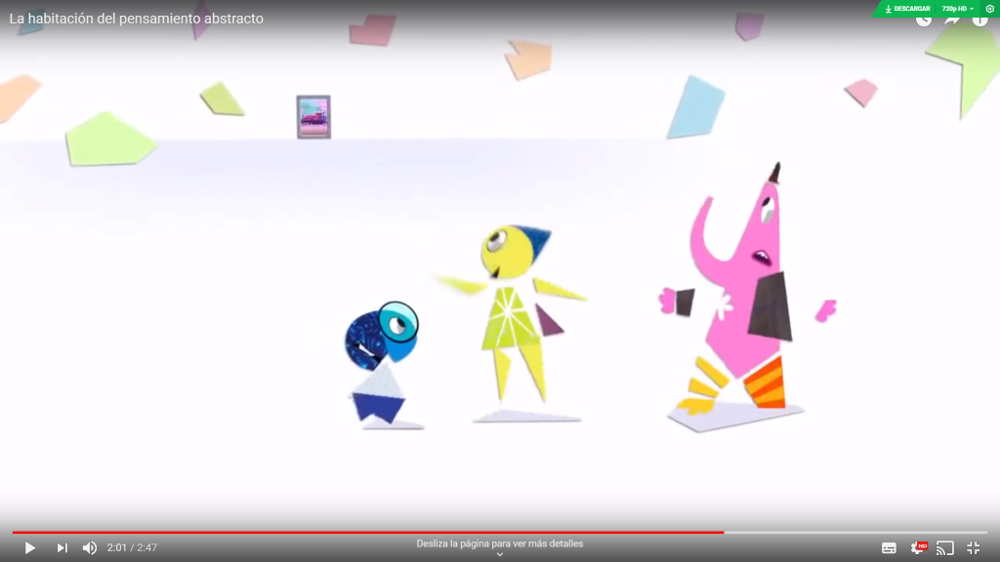 La habitación del pensamiento abstracto
DESCARGAR
720p HD
Desliza la página para ver más detalles
2:01 / 2:47
HD